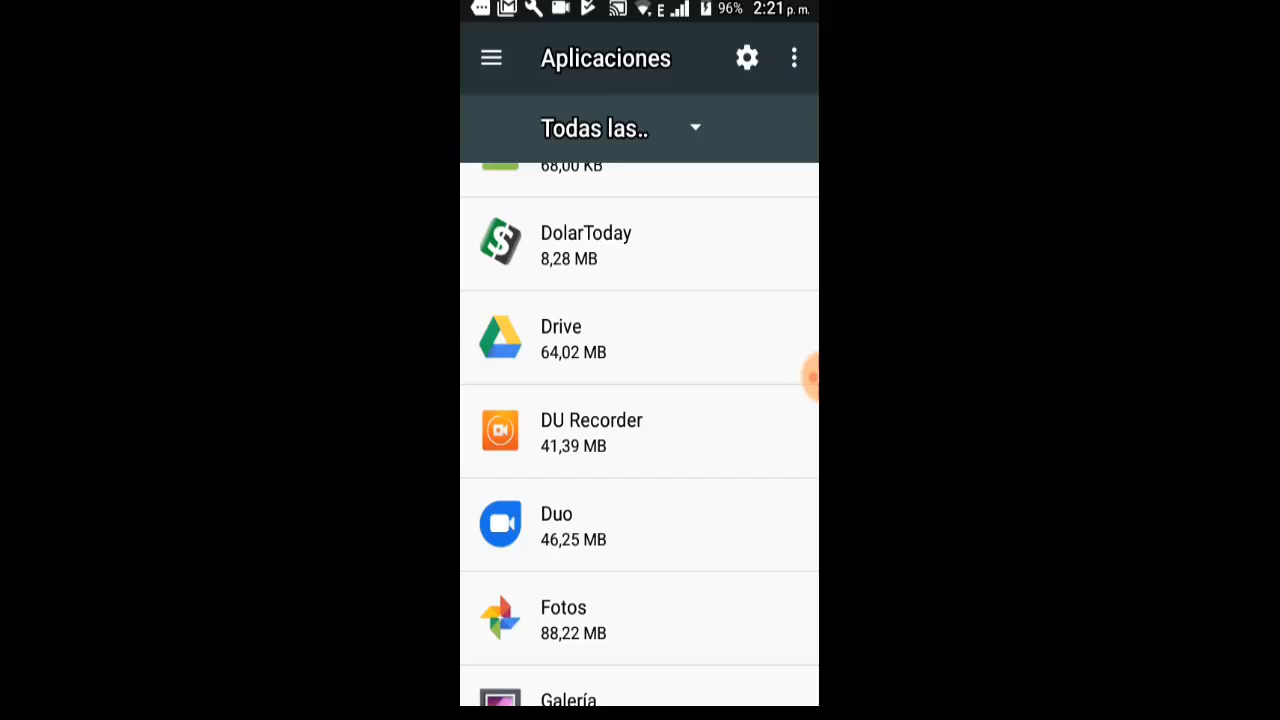 E 96% 2:21 p. m.
Aplicaciones
Todas las..
68,00 KB
DolarToday
8,28 MB
Drive
64,02 MB
DU Recorder
41,39 MB
Duo
46,25 MB
Fotos
88,22 MB
Galería